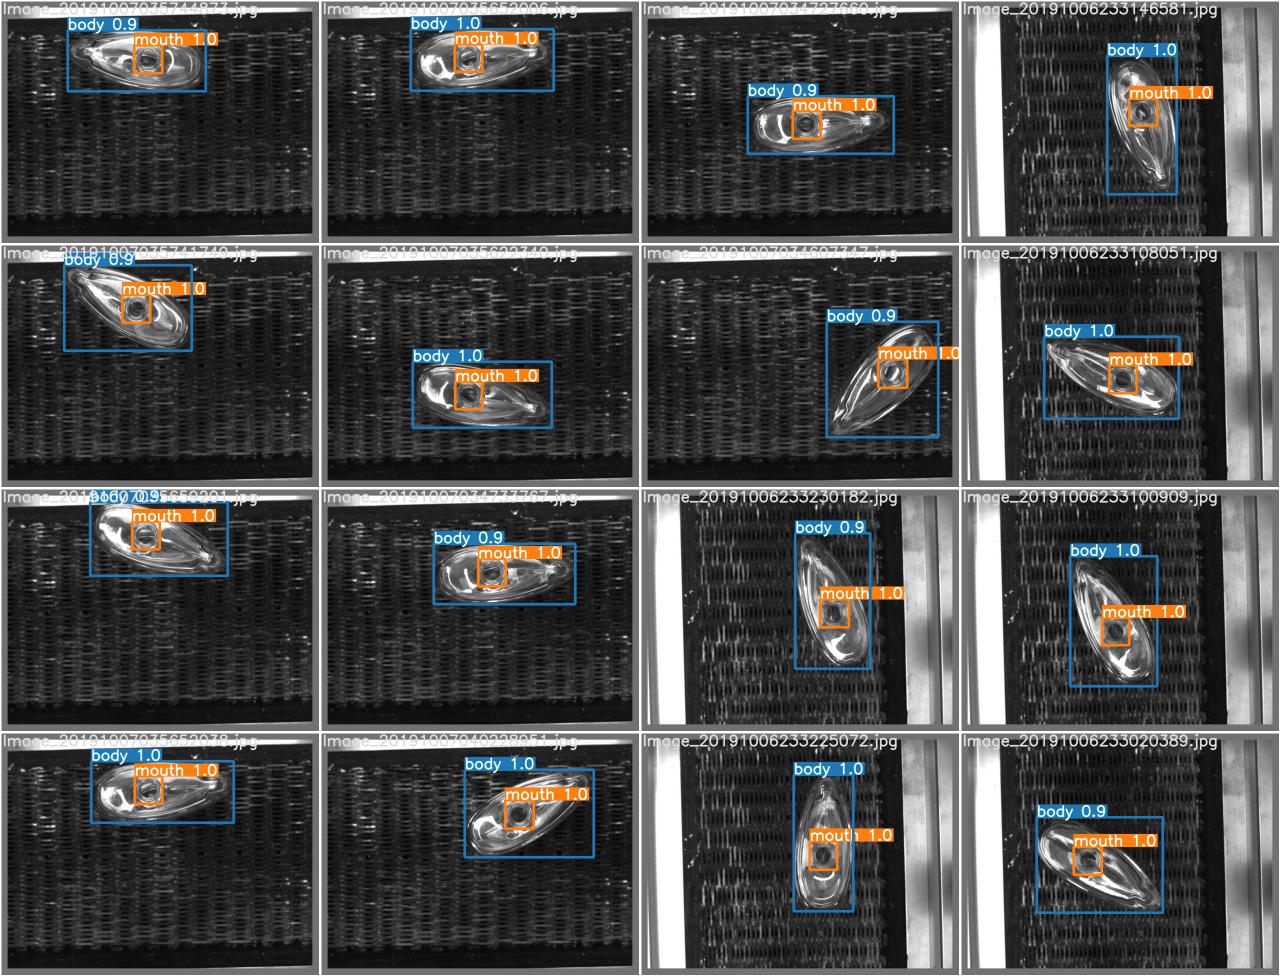 Image_20191006233146581.jpg
body 0.9
mouth 1.0
body 1.0
mouth 1.0
body 0.9
mouth 1.0
body 1.0
mouth 1.0
Image_20191006233108051.jpg
body 0.9
mouth 1.0
body 1.0
mouth 1.0
body 0.9
mouth 1.0
body 1.0
mouth 1.0
Image_20191006233230182.jpg
Image_20191006233100909.jpg
body 0.9
mouth 1.0
body 0.9
mouth 1.0
body 0.9
mouth 1.0
body 1.0
mouth 1.0
Image_20191006233225072.jpg
Image_20191006233020389.jpg
body 1.0
mouth 1.0
body 1.0
mouth 1.0
body 1.0
mouth 1.0
body 0.9
mouth 1.0